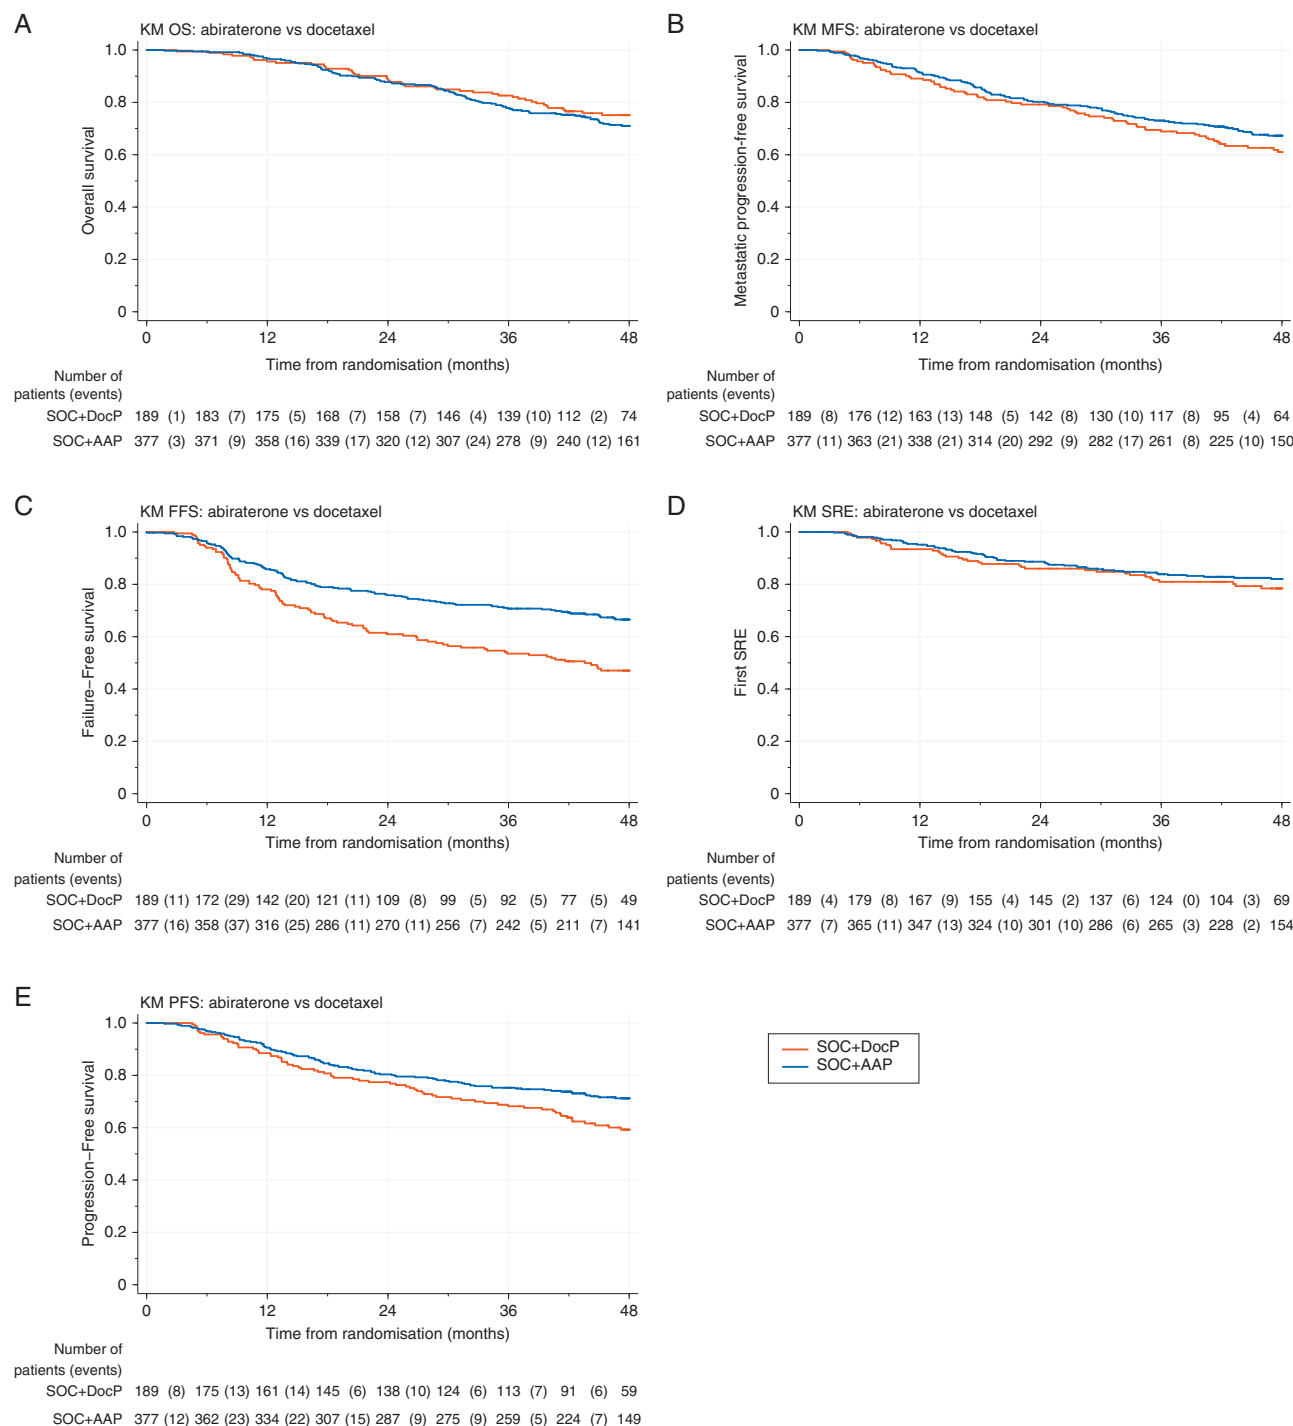 A
KM OS: abiraterone vs docetaxel
1.0
0.8
0.6
0.4
0.2
0
Overall survival
0 12 24 36 48
Time from randomisation (months)
Number of
patients (events)
SOC+DocP 189 (1) 183 (7) 175 (5) 168 (7) 158 (7) 146 (4) 139 (10) 112 (2) 74
SOC+AAP 377 (3) 371 (9) 358 (16) 339 (17) 320 (12) 307 (24) 278 (9) 240 (12) 161
B
KM MFS: abiraterone vs docetaxel
1.0
0.8
0.6
0.4
0.2
0
Metastatic progression-free survival
0 12 24 36 48
Time from randomisation (months)
Number of
patients (events)
SOC+DocP 189 (8) 176 (12) 163 (13) 148 (5) 142 (8) 130 (10) 117 (8) 95 (4) 64
SOC+AAP 377 (11) 363 (21) 338 (21) 314 (20) 292 (9) 282 (17) 261 (8) 225 (10) 150
C
KM FFS: abiraterone vs docetaxel
1.0
0.8
0.6
0.4
0.2
0
Failure–Free survival
0 12 24 36 48
Time from randomisation (months)
Number of
patients (events)
SOC+DocP 189 (11) 172 (29) 142 (20) 121 (11) 109 (8) 99 (5) 92 (5) 77 (5) 49
SOC+AAP 377 (16) 358 (37) 316 (25) 286 (11) 270 (11) 256 (7) 242 (5) 211 (7) 141
D
KM SRE: abiraterone vs docetaxel
1.0
0.8
0.6
0.4
0.2
0
First SRE
0 12 24 36 48
Time from randomisation (months)
Number of
patients (events)
SOC+DocP 189 (4) 179 (8) 167 (9) 155 (4) 145 (2) 137 (6) 124 (0) 104 (3) 69
SOC+AAP 377 (7) 365 (11) 347 (13) 324 (10) 301 (10) 286 (6) 265 (3) 228 (2) 154
E
KM PFS: abiraterone vs docetaxel
1.0
0.8
0.6
0.4
0.2
0
Progression–Free survival
0 12 24 36 48
Time from randomisation (months)
Number of
patients (events)
SOC+DocP 189 (8) 175 (13) 161 (14) 145 (6) 138 (10) 124 (6) 113 (7) 91 (6) 59
SOC+AAP 377 (12) 362 (23) 334 (22) 307 (15) 287 (9) 275 (9) 259 (5) 224 (7) 149
SOC+DocP
SOC+AAP